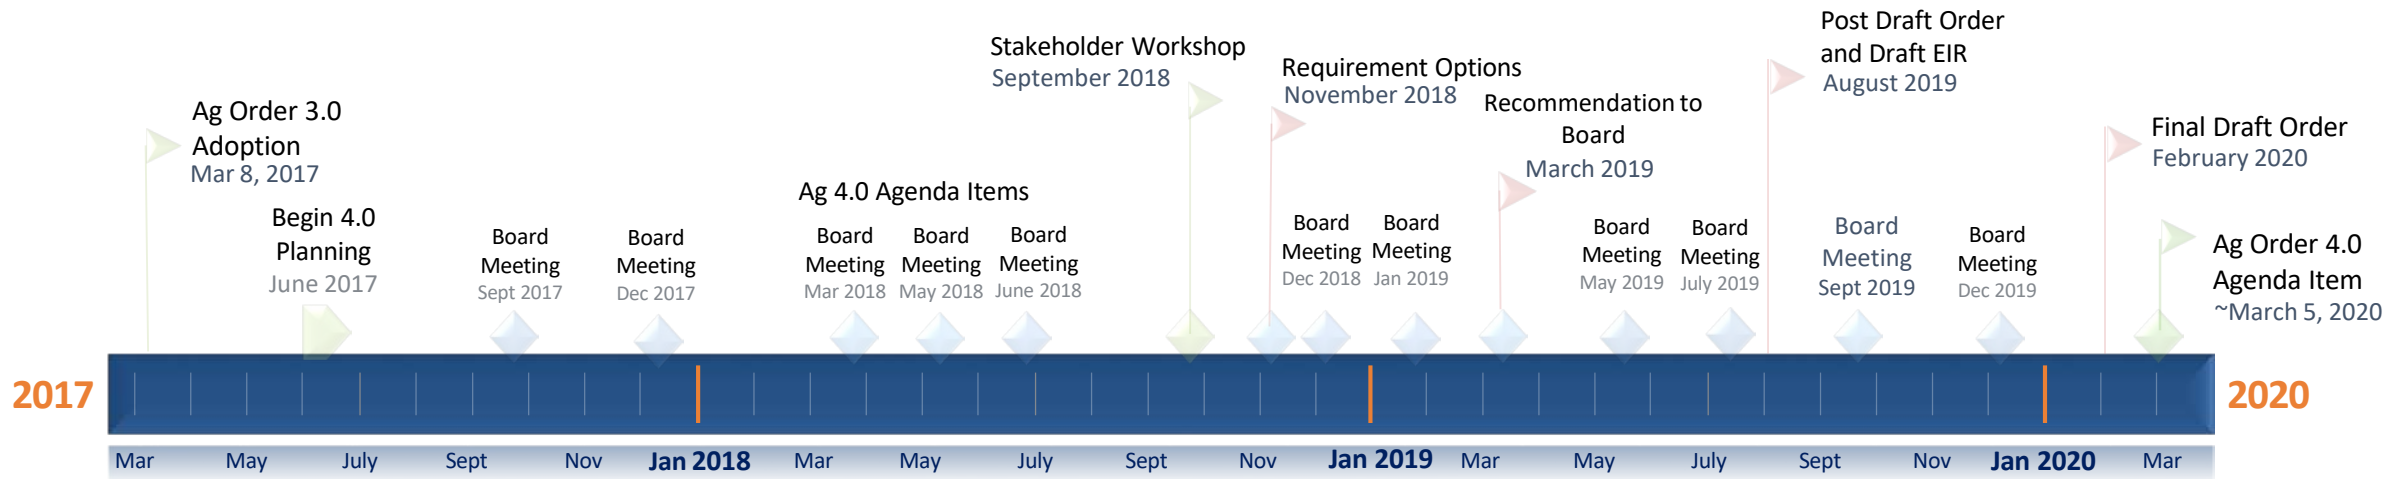 Ag Order 3.0
Adoption
Mar 8, 2017
Begin 4.0
Planning
June 2017
Board
Meeting
Sept 2017
Board
Meeting
Dec 2017
Ag 4.0 Agenda Items
Board
Meeting
Mar 2018
Board
Meeting
May 2018
Board
Meeting
June 2018
Stakeholder Workshop
September 2018
Requirement Options
November 2018
Board
Meeting
Dec 2018
Board
Meeting
Jan 2019
Recommendation to
Board
March 2019
Board
Meeting
May 2019
Board
Meeting
July 2019
Post Draft Order
and Draft EIR
August 2019
Board
Meeting
Sept 2019
Board
Meeting
Dec 2019
Final Draft Order
February 2020
Ag Order 4.0
Agenda Item
~March 5, 2020
2017
2020
Mar May July Sept Nov Jan 2018 Mar May July Sept Nov Jan 2019 Mar May July Sept Nov Jan 2020 Mar